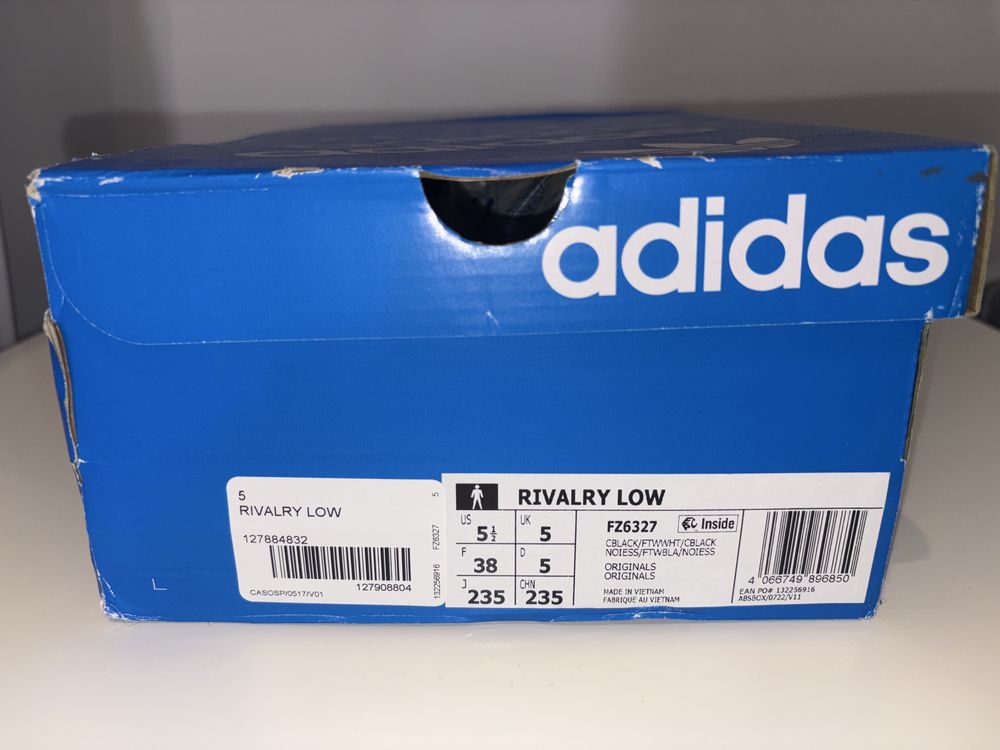 adidas
5
RIVALRY LOW
127884832
127908804
CASOSP/0517/V01
5
FZ6327
132256916
RIVALRY LOW
US
5½
UK
5
F
38
D
5
J
235
CHN
235
FZ6327
Inside
CBLACK/FTWWHT/CBLACK
NOIESS/FTWBLA/NOIESS
ORIGINALS
ORIGINALS
MADE IN VIETNAM
FABRIQUE AU VIETNAM
4 066749 896850
EAN PO# 132256916
ABSBOX/0722/V11
L